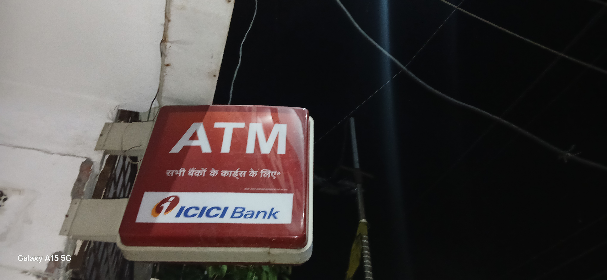 ATM
सभी बैंकों के कार्ड्स के लिए*
ICICI Bank
Galaxy A15 5G